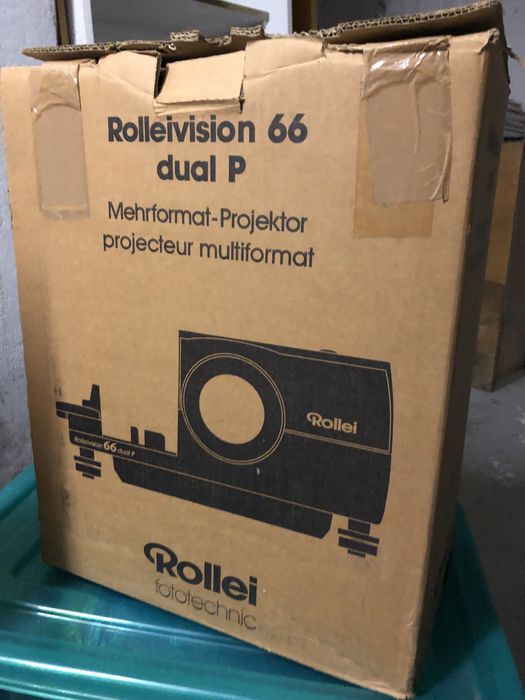 Rolleivision 66
dual P
Mehrformat-Projektor
projecteur multiformat
Rollei
Rolleivision 66 dual P
Rollei
fototechnic